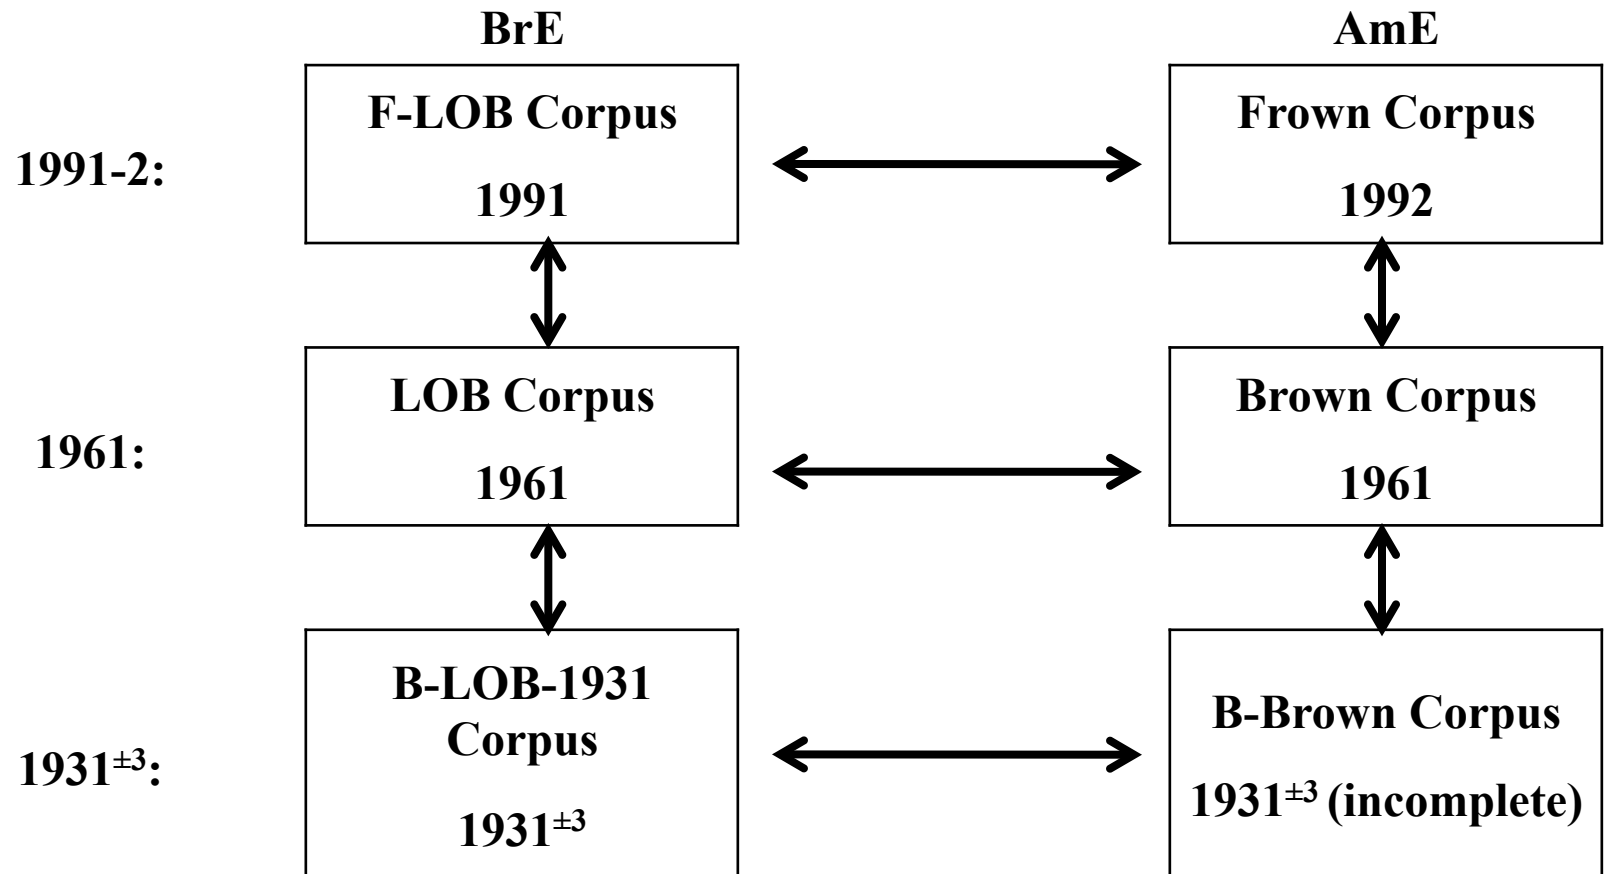 BrE
AmE
F-LOB Corpus
1991
Frown Corpus
1992
1991-2:
LOB Corpus
1961
Brown Corpus
1961
1961:
B-LOB-1931
Corpus
1931±3
B-Brown Corpus
1931±3 (incomplete)
1931±3: